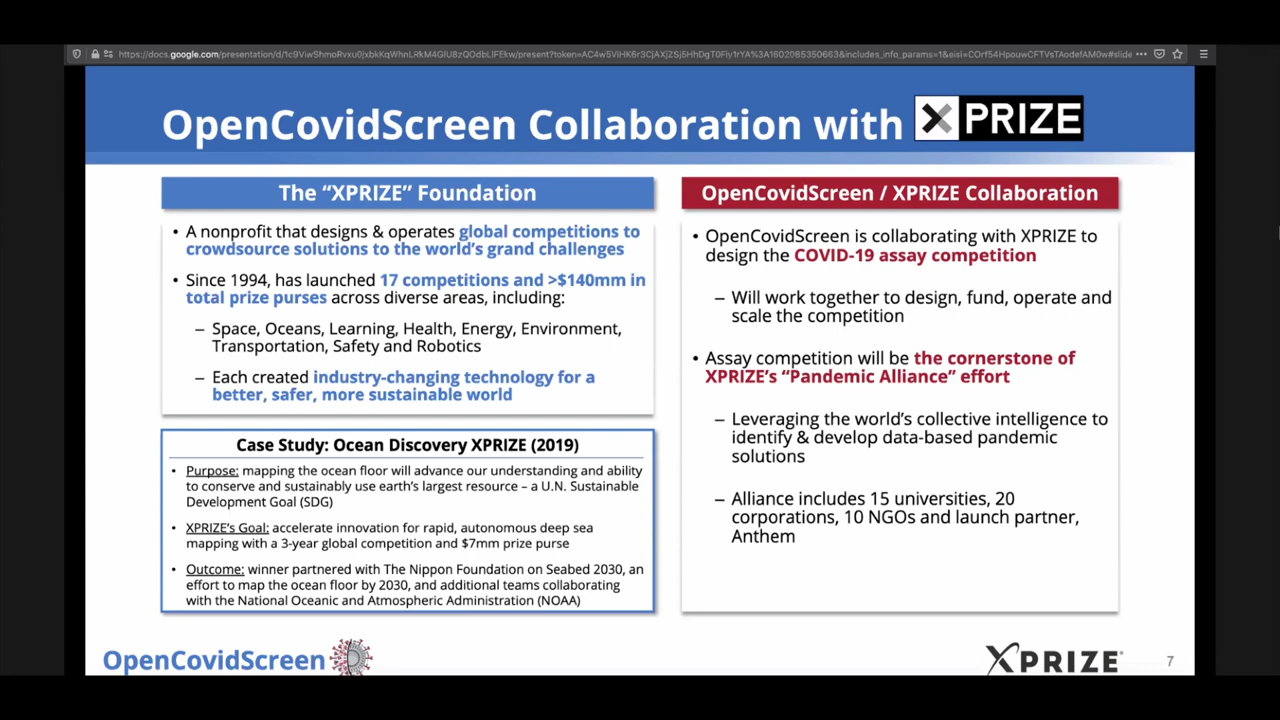 OpenCovidScreen Collaboration with XPRIZE
The “XPRIZE” Foundation
• A nonprofit that designs & operates global competitions to
crowdsource solutions to the world’s grand challenges
• Since 1994, has launched 17 competitions and >$140mm in
total prize purses across diverse areas, including:
– Space, Oceans, Learning, Health, Energy, Environment,
Transportation, Safety and Robotics
– Each created industry-changing technology for a
better, safer, more sustainable world
Case Study: Ocean Discovery XPRIZE (2019)
• Purpose: mapping the ocean floor will advance our understanding and ability
to conserve and sustainably use earth’s largest resource – a U.N. Sustainable
Development Goal (SDG)
• XPRIZE’s Goal: accelerate innovation for rapid, autonomous deep sea
mapping with a 3-year global competition and $7mm prize purse
• Outcome: winner partnered with The Nippon Foundation on Seabed 2030, an
effort to map the ocean floor by 2030, and additional teams collaborating
with the National Oceanic and Atmospheric Administration (NOAA)
OpenCovidScreen / XPRIZE Collaboration
• OpenCovidScreen is collaborating with XPRIZE to
design the COVID-19 assay competition
– Will work together to design, fund, operate and
scale the competition
• Assay competition will be the cornerstone of
XPRIZE’s “Pandemic Alliance” effort
– Leveraging the world’s collective intelligence to
identify & develop data-based pandemic
solutions
– Alliance includes 15 universities, 20
corporations, 10 NGOs and launch partner,
Anthem
OpenCovidScreen
XPRIZE
7